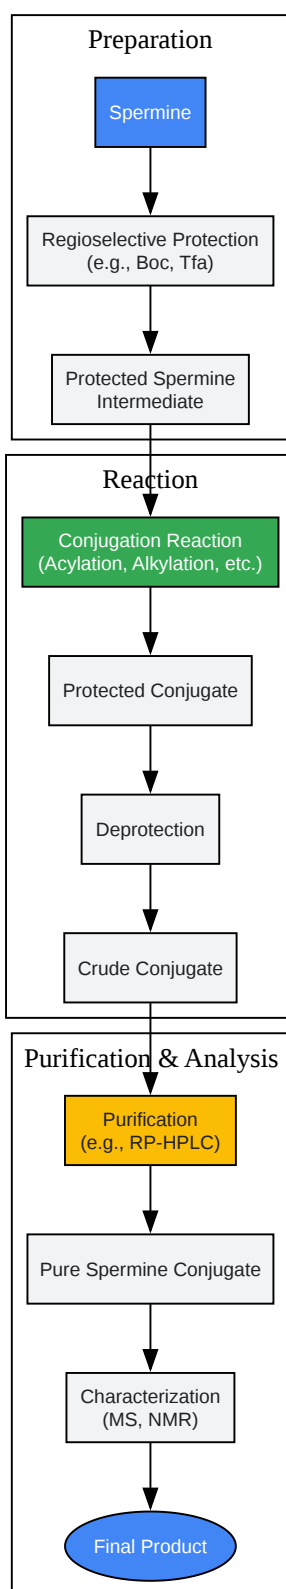 Preparation
Spermine
Regioselective Protection
(e.g., Boc, Tfa)
Protected Spermine
Intermediate
Reaction
Conjugation Reaction
(Acylation, Alkylation, etc.)
Protected Conjugate
Deprotection
Crude Conjugate
Purification & Analysis
Purification
(e.g., RP-HPLC)
Pure Spermine Conjugate
Characterization
(MS, NMR)
Final Product